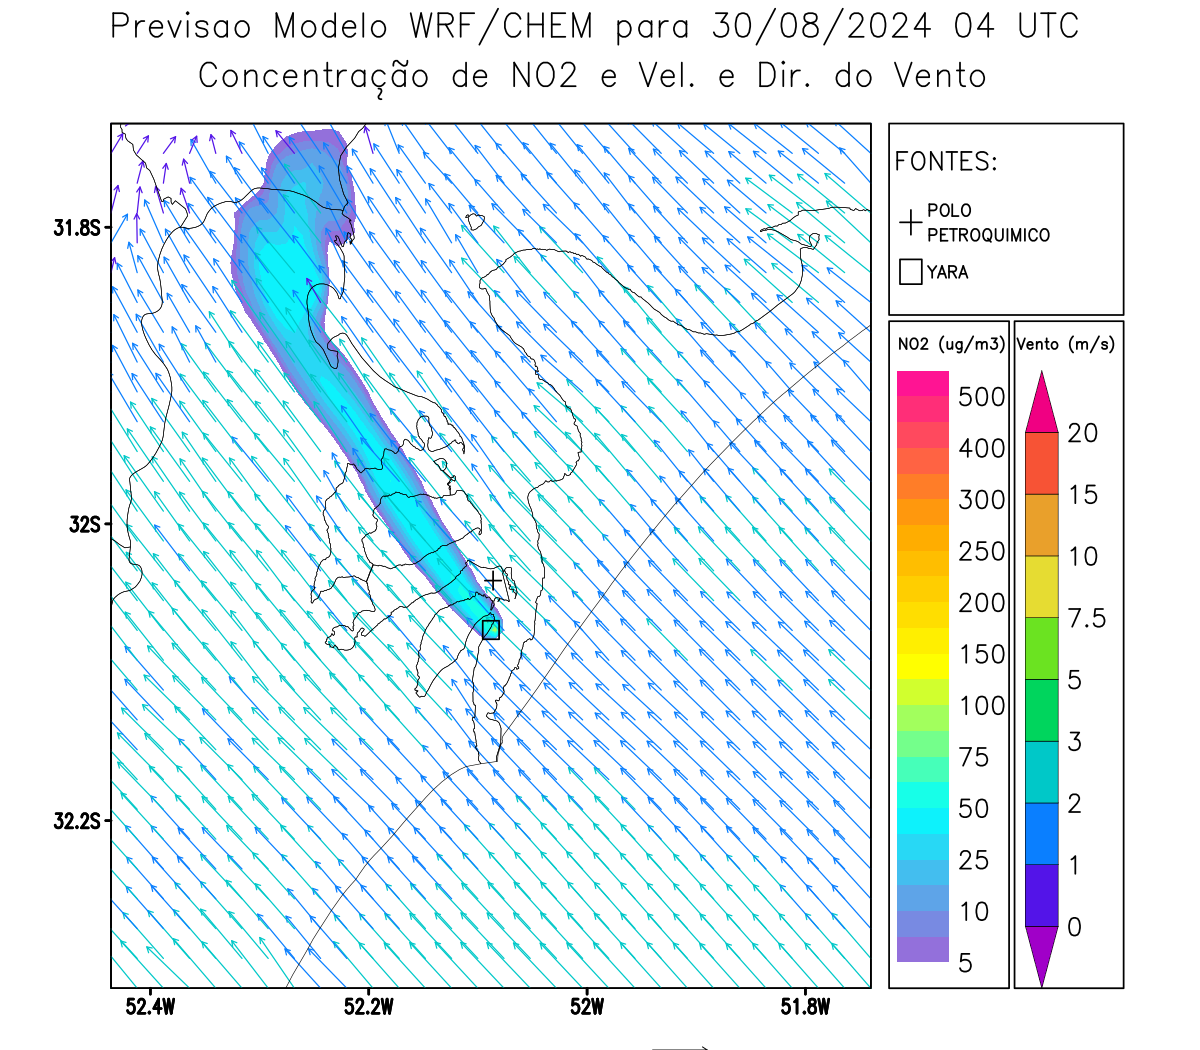 Previsao Modelo WRF/CHEM para 30/08/2024 04 UTC
Concentração de NO2 e Vel. e Dir. do Vento
FONTES:
POLO
PETROQUIMICO
YARA
NO2 (ug/m3)
500
400
300
250
200
150
100
75
50
25
10
5
Vento (m/s)
20
15
10
7.5
5
3
2
1
0
31.8S
32S
32.2S
52.4W
52.2W
52W
51.8W